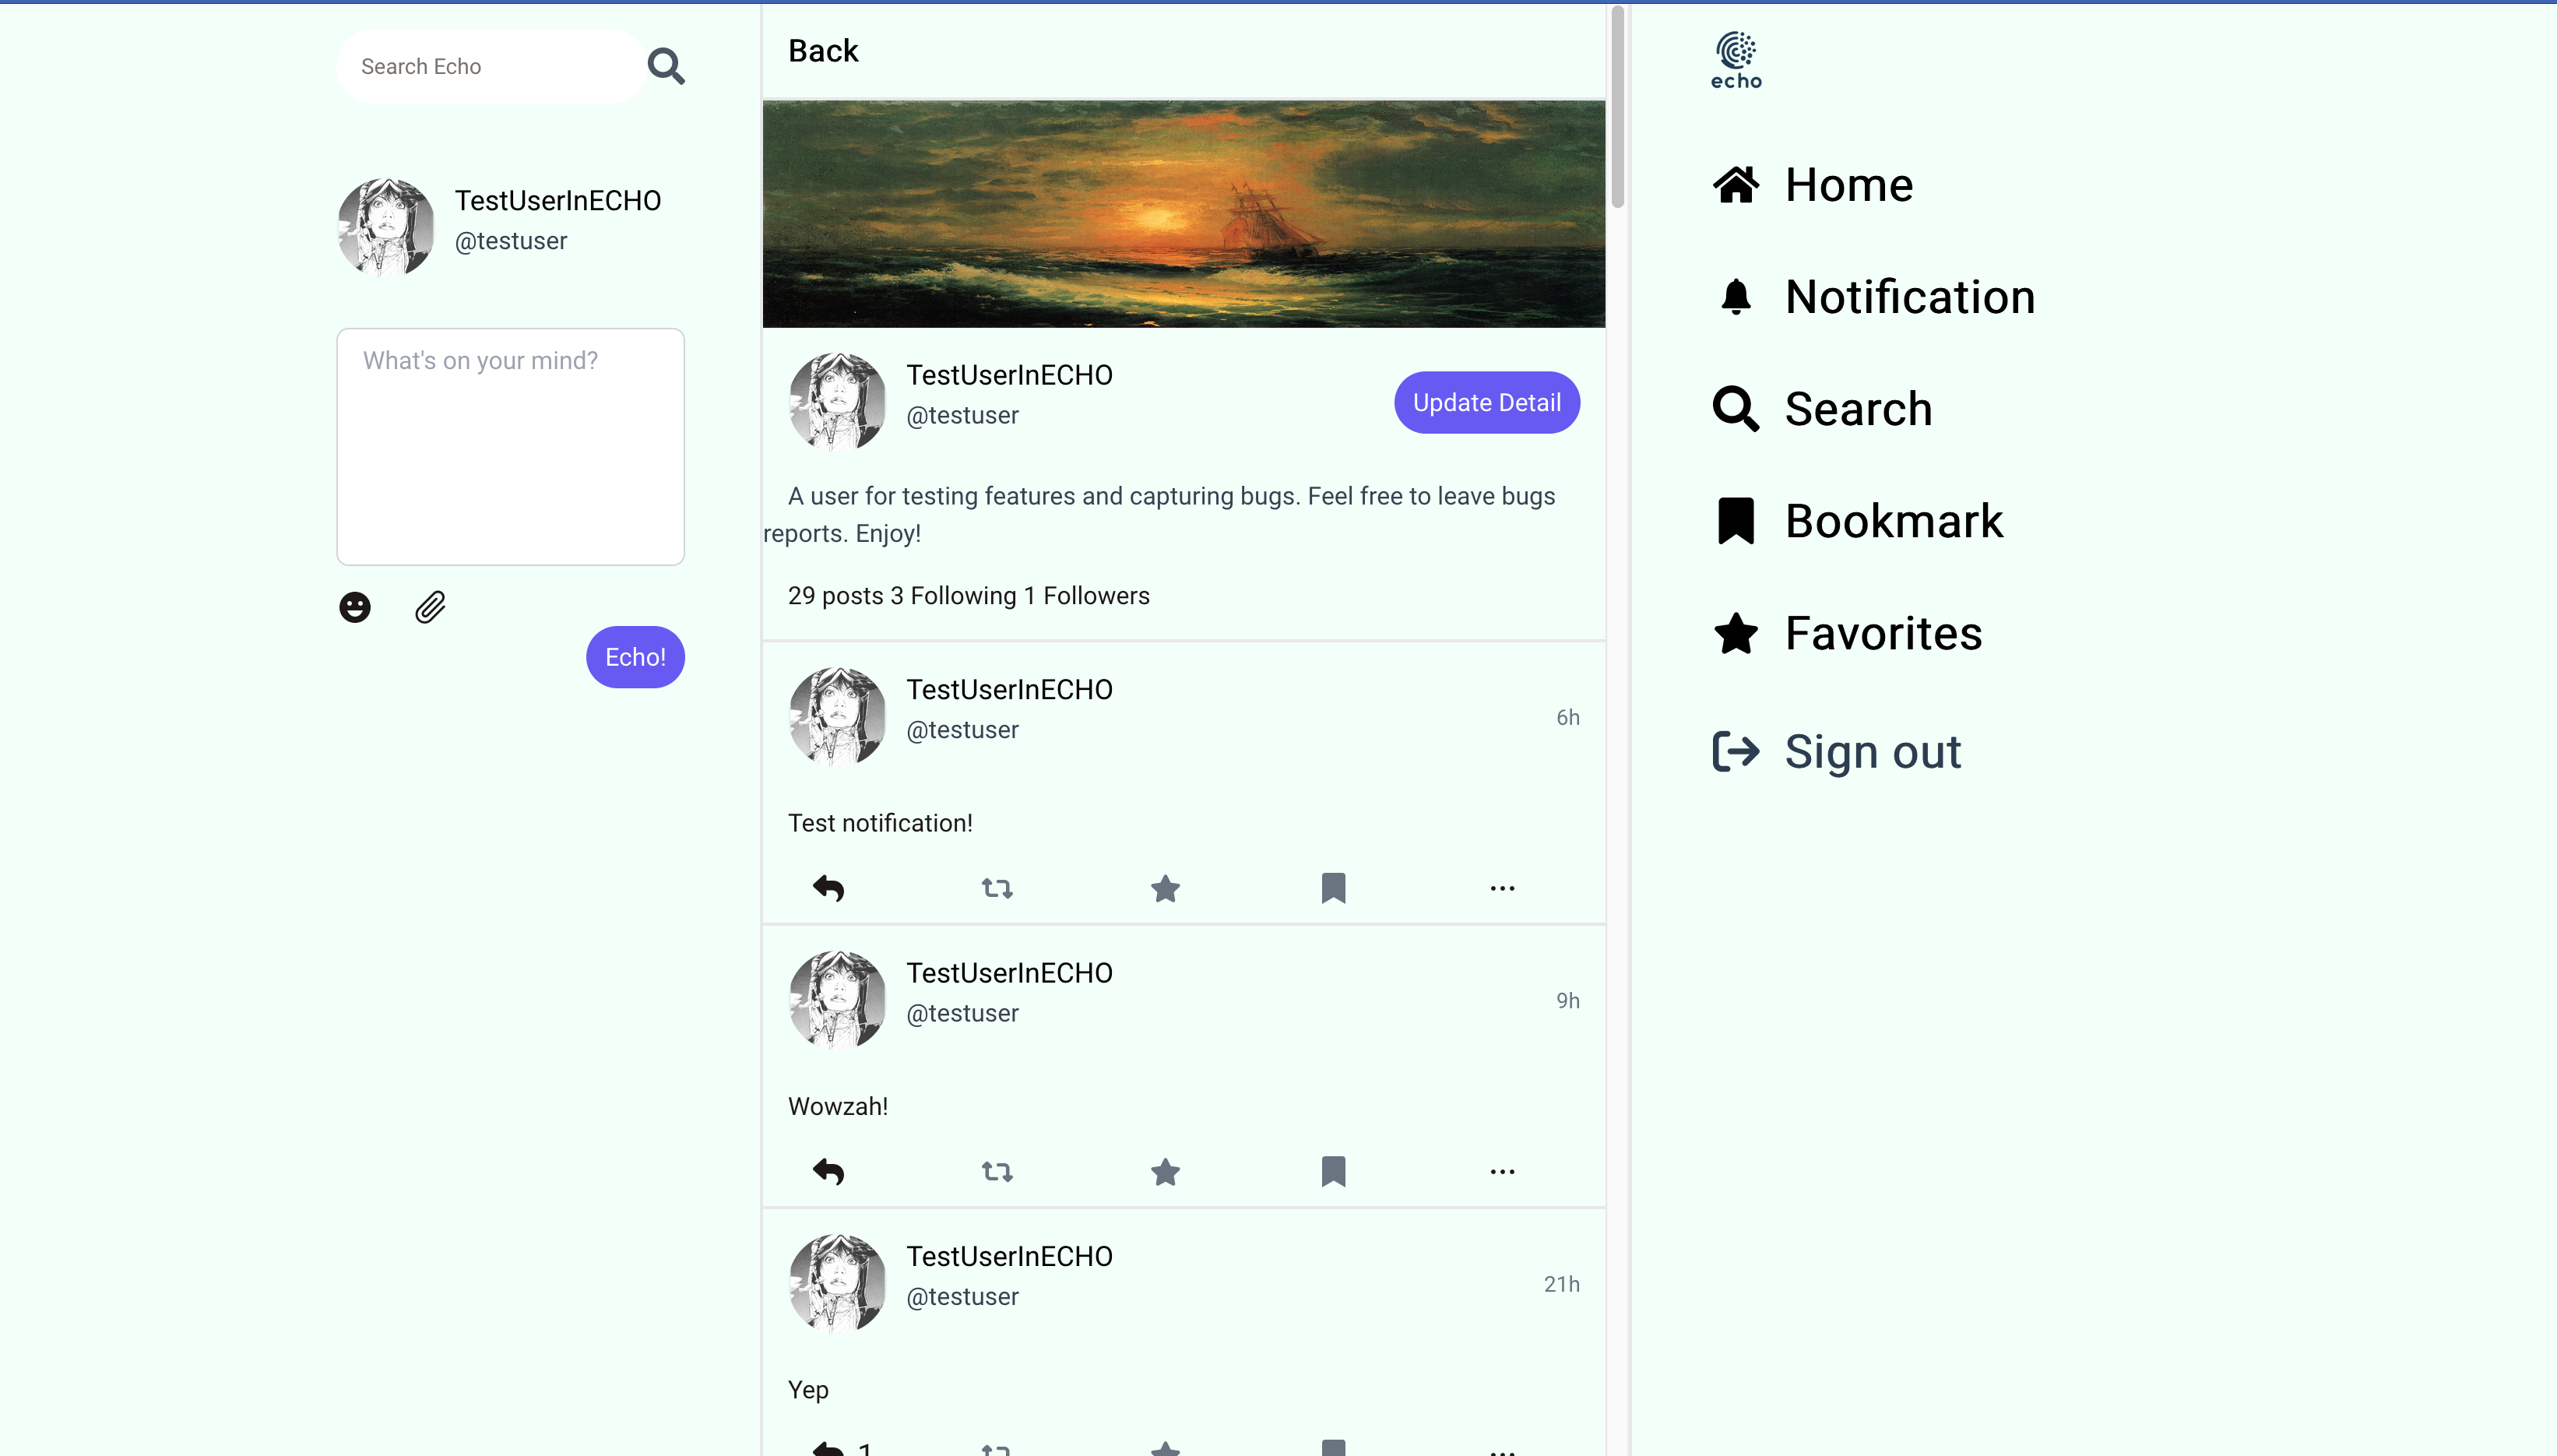 Search Echo
TestUserInECHO
@testuser
What's on your mind?
Echo!
Back
TestUserInECHO
@testuser
Update Detail
A user for testing features and capturing bugs. Feel free to leave bugs
reports. Enjoy!
29 posts 3 Following 1 Followers
TestUserInECHO
@testuser
6h
Test notification!
TestUserInECHO
@testuser
9h
Wowzah!
TestUserInECHO
@testuser
21h
Yep
1
echo
Home
Notification
Search
Bookmark
Favorites
Sign out